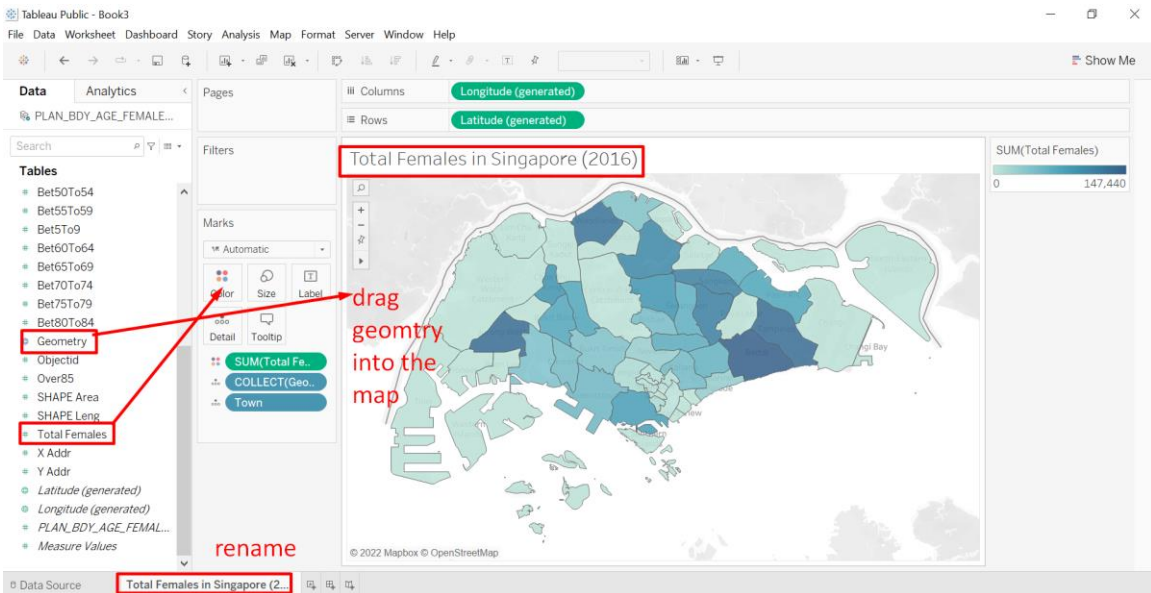 Tableau Public - Book3
File Data Worksheet Dashboard Story Analysis Map Format Server Window Help
Show Me
Data Analytics
Pages
Columns Longitude (generated)
PLAN_BDY_AGE_FEMALE...
Rows Latitude (generated)
Search
Filters
Total Females in Singapore (2016)
SUM(Total Females)
0 147,440
Tables
Bet50To54
Bet55To59
Bet5To9
Bet60To64
Bet65To69
Bet70To74
Bet75To79
Bet80To84
Geometry
Objectid
Over85
SHAPE Area
SHAPE Leng
Total Females
X Addr
Y Addr
Latitude (generated)
Longitude (generated)
PLAN_BDY_AGE_FEMAL...
Measure Values
Marks
Automatic
Color Size Label
Detail Tooltip
SUM(Total Fe..
COLLECT(Geo..
Town
drag
geomtry
into the
map
rename
© 2022 Mapbox © OpenStreetMap
Data Source Total Females in Singapore (2...